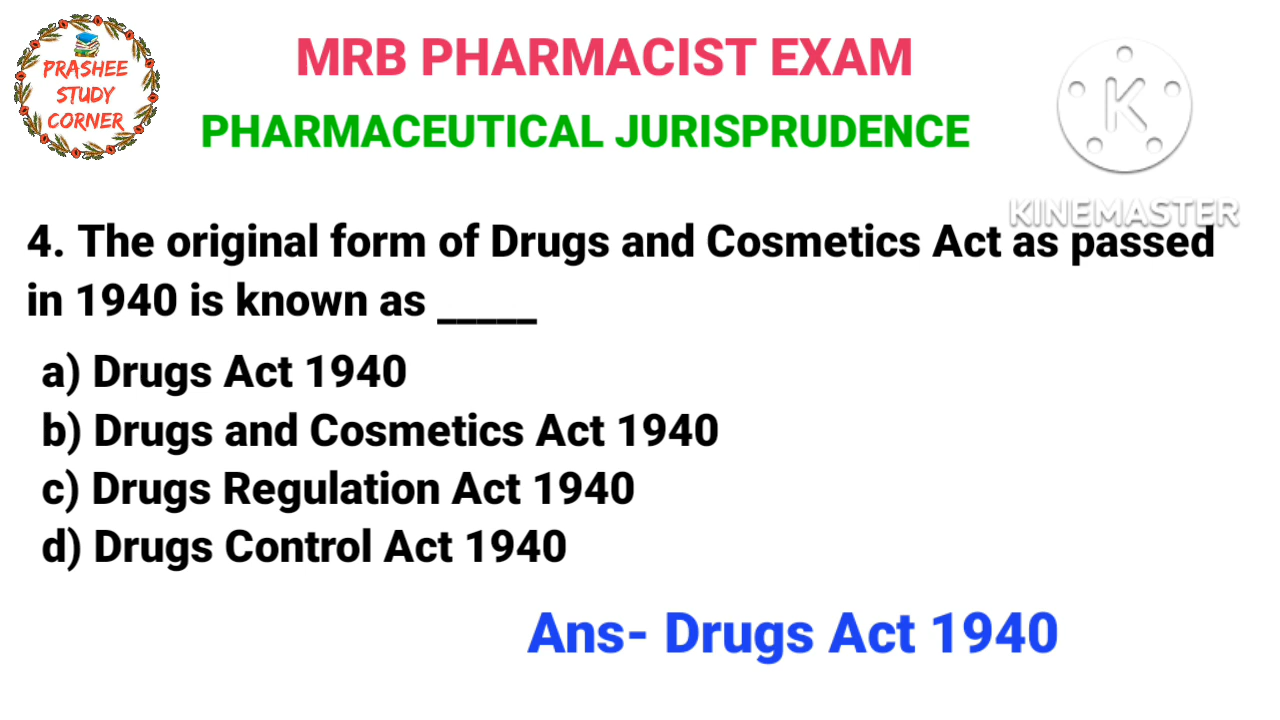 PRASHEE
STUDY
CORNER
MRB PHARMACIST EXAM
PHARMACEUTICAL JURISPRUDENCE
K
KINEMASTER
4. The original form of Drugs and Cosmetics Act as passed
in 1940 is known as _____
a) Drugs Act 1940
b) Drugs and Cosmetics Act 1940
c) Drugs Regulation Act 1940
d) Drugs Control Act 1940
Ans- Drugs Act 1940